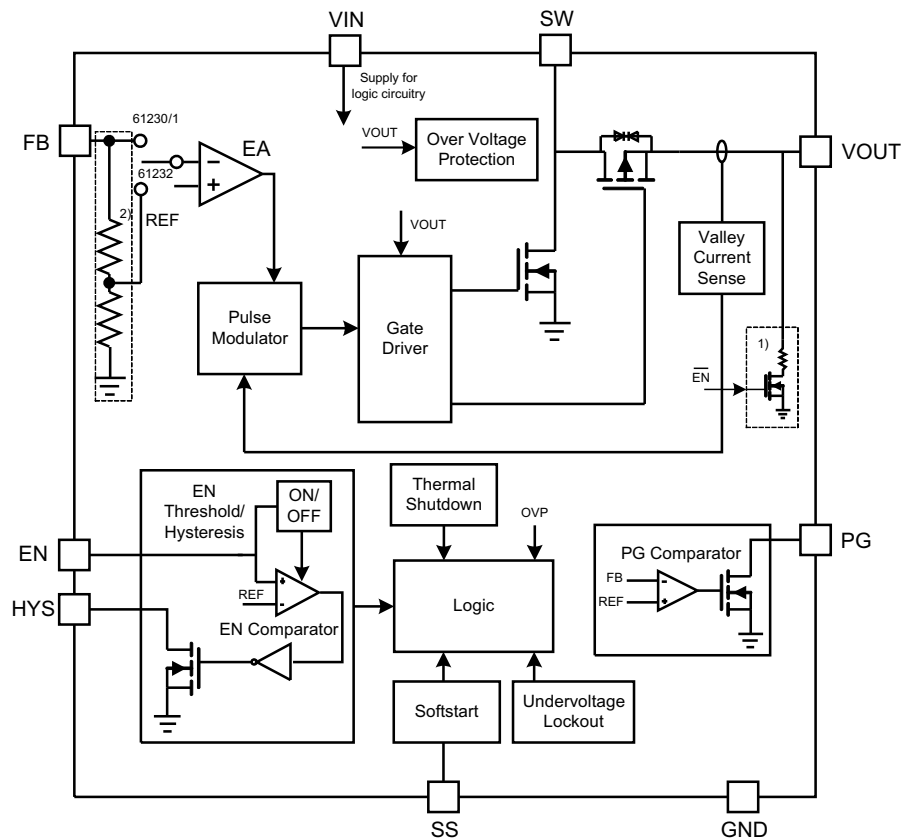 VIN
SW
Supply for
logic circuitry
61230/1
FB
EA
VOUT
Over Voltage
Protection
VOUT
−
+
61232
2)
REF
VOUT
Valley
Current
Sense
Pulse
Modulator
Gate
Driver
1)
EN
EN
Threshold/
Hysteresis
ON/
OFF
Thermal
Shutdown
OVP
EN
PG
PG Comparator
FB
REF
-
+
HYS
REF
+
-
EN Comparator
Logic
Softstart
Undervoltage
Lockout
SS
GND